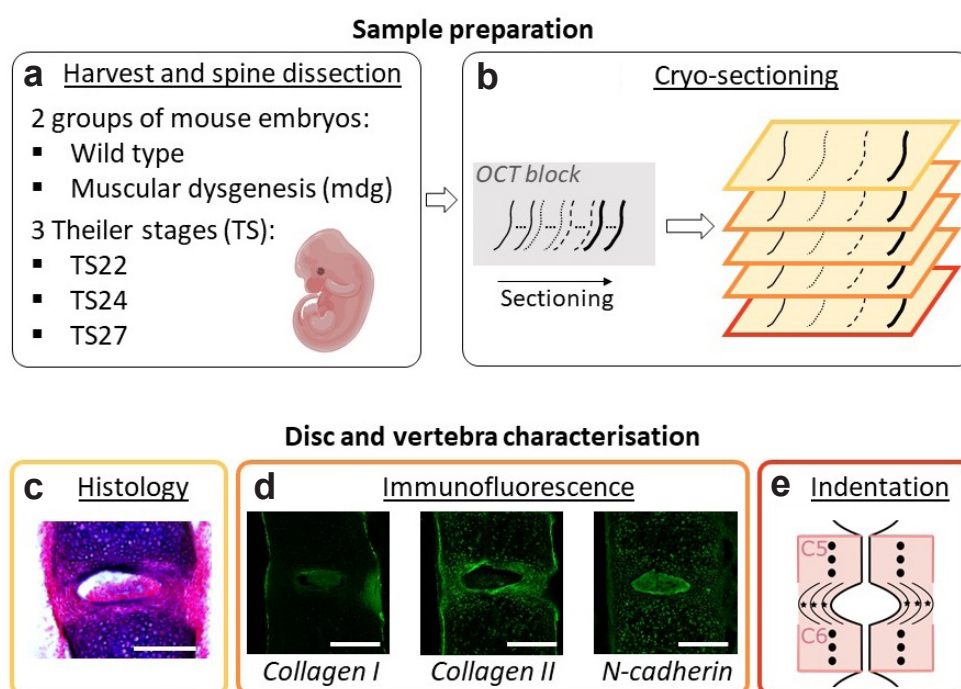 Sample preparation
a Harvest and spine dissection
2 groups of mouse embryos:
▪ Wild type
▪ Muscular dysgenesis (mdg)
3 Theiler stages (TS):
▪ TS22
▪ TS24
▪ TS27
b Cryo-sectioning
OCT block
Sectioning
Disc and vertebra characterisation
c Histology
d Immunofluorescence
Collagen I
Collagen II
N-cadherin
e Indentation
C5
C6